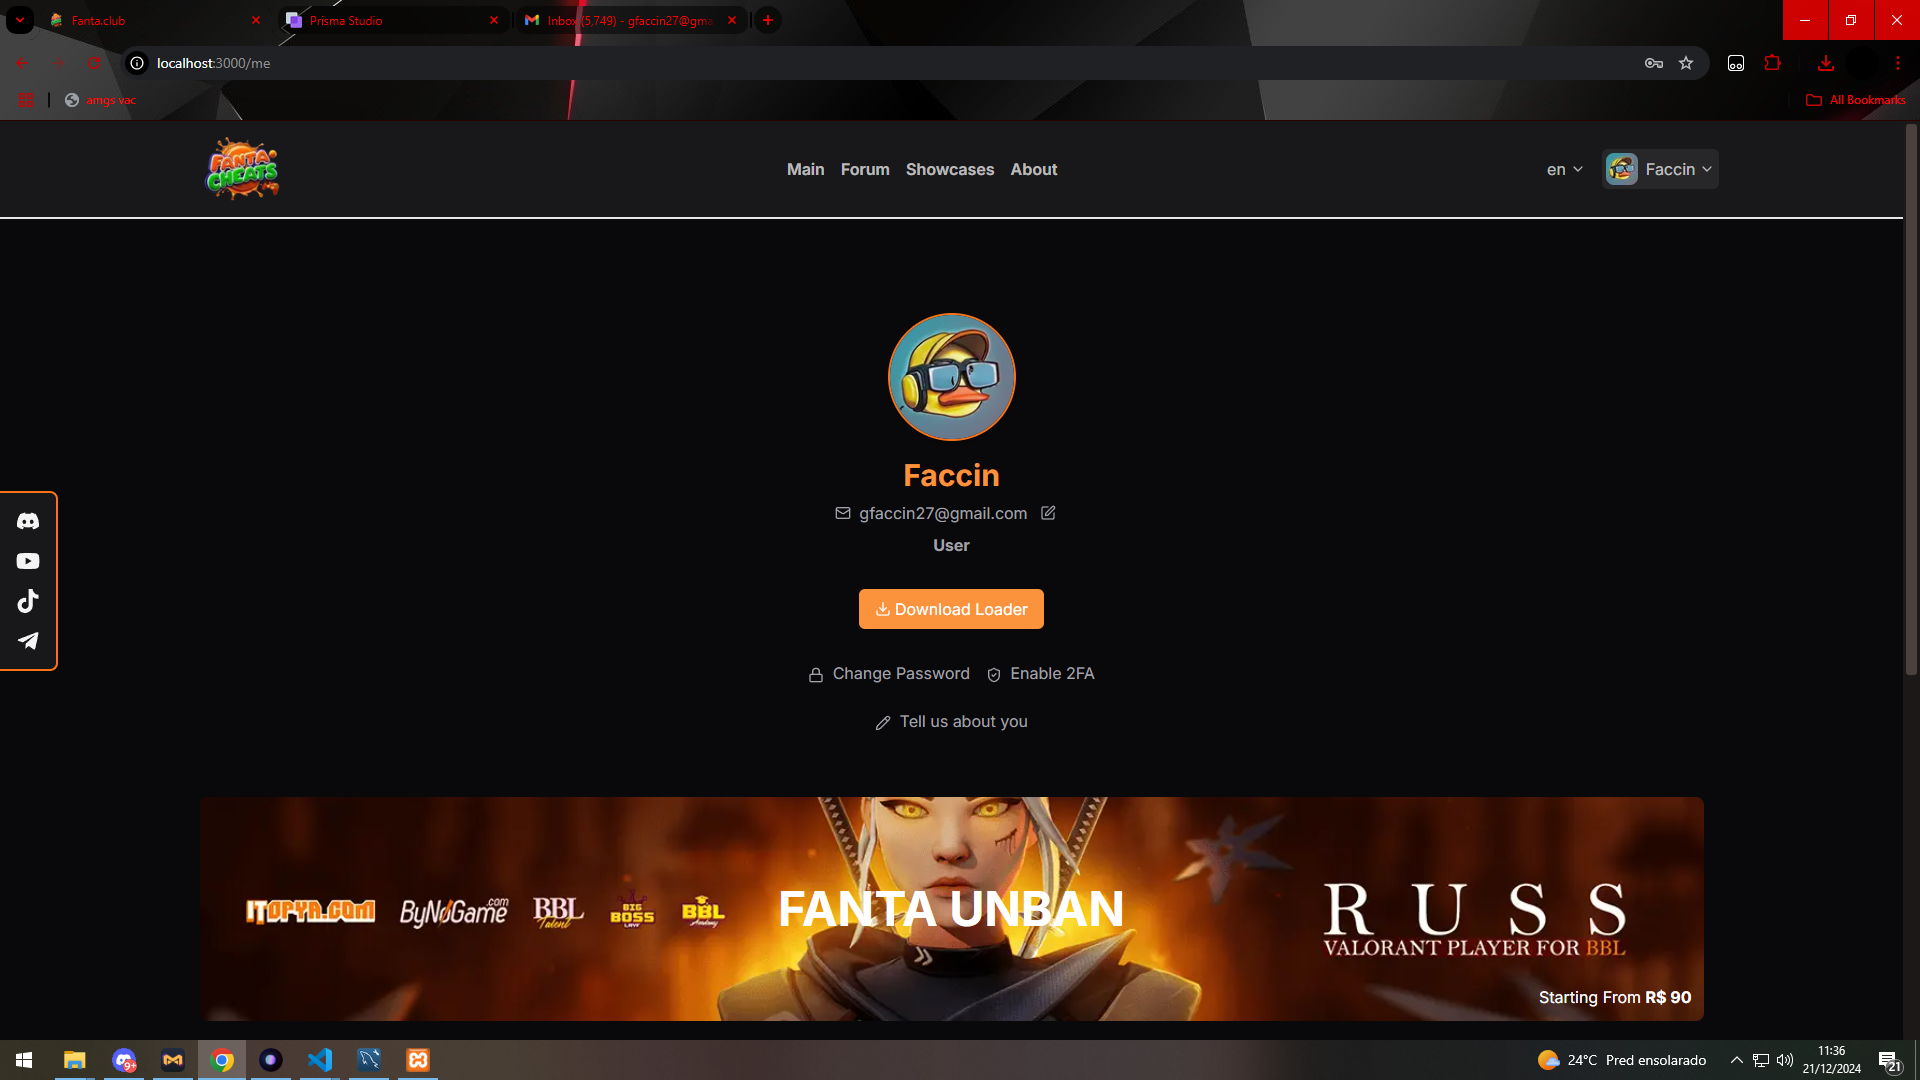 Fanta.club
Prisma Studio
Inbox (5,749) - gfaccin27@gma
localhost:3000/me
amgs vac
All Bookmarks
FANTA
CHEATS
Main
Forum
Showcases
About
en
Faccin
Faccin
gfaccin27@gmail.com
User
Download Loader
Change Password
Enable 2FA
Tell us about you
ITOPYA.COM
ByNoGame.com
BBL
Talent
BIG
BOSS
LAYF
BBL
Academy
FANTA UNBAN
RUSS
VALORANT PLAYER FOR BBL
Starting From R$ 90
9+
24°C Pred ensolarado
11:36
21/12/2024
21